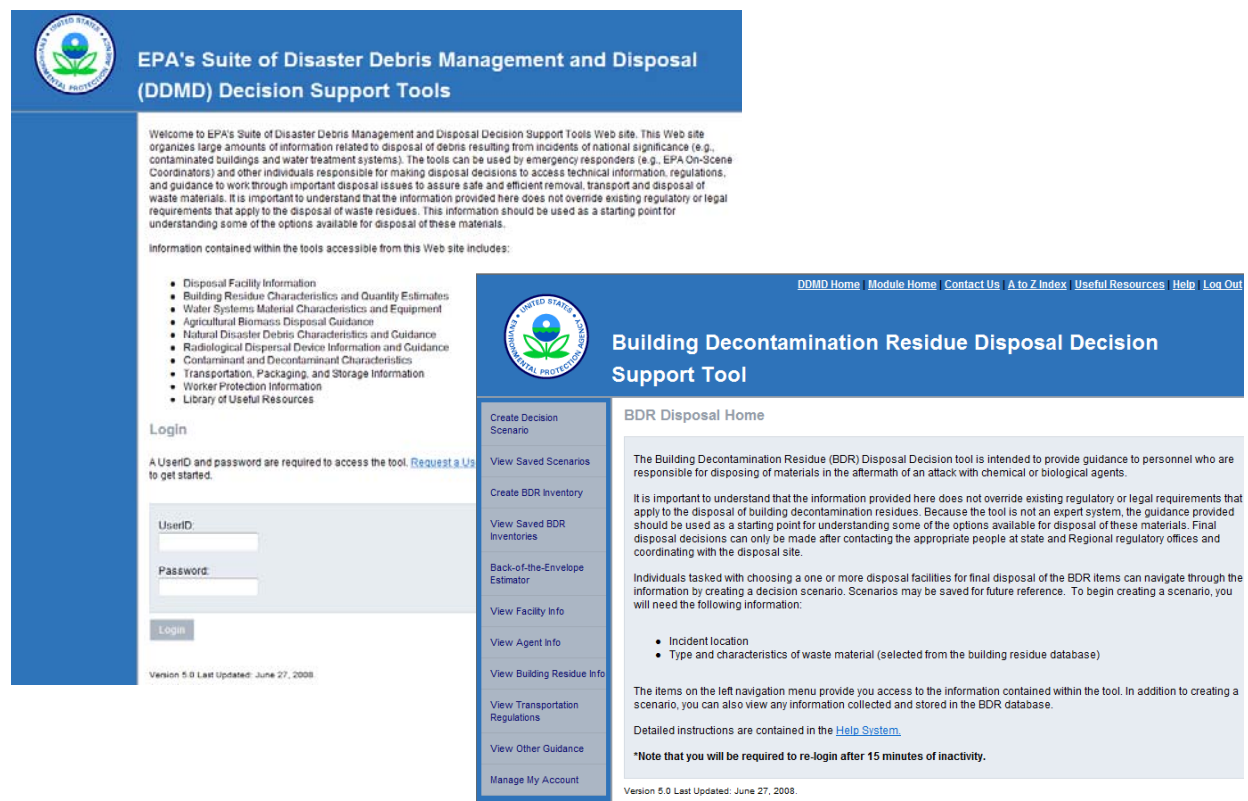 UNITED STATES
ENVIRONMENTAL PROTECTION AGENCY
EPA's Suite of Disaster Debris Management and Disposal
(DDMD) Decision Support Tools
Welcome to EPA's Suite of Disaster Debris Management and Disposal Decision Support Tools Web site. This Web site
organizes large amounts of information related to disposal of debris resulting from incidents of national significance (e.g.,
contaminated buildings and water treatment systems). The tools can be used by emergency responders (e.g., EPA On-Scene
Coordinators) and other individuals responsible for making disposal decisions to access technical information, regulations,
and guidance to work through important disposal issues to assure safe and efficient removal, transport and disposal of
waste materials. It is important to understand that the information provided here does not override existing regulatory or legal
requirements that apply to the disposal of waste residues. This information should be used as a starting point for
understanding some of the options available for disposal of these materials.
Information contained within the tools accessible from this Web site includes:
• Disposal Facility Information
• Building Residue Characteristics and Quantity Estimates
• Water Systems Material Characteristics and Equipment
• Agricultural Biomass Disposal Guidance
• Natural Disaster Debris Characteristics and Guidance
• Radiological Dispersal Device Information and Guidance
• Contaminant and Decontaminant Characteristics
• Transportation, Packaging, and Storage Information
• Worker Protection Information
• Library of Useful Resources
Login
A UserID and password are required to access the tool. Request a Us
to get started.
UserID:
Password:
Login
Version 5.0 Last Updated: June 27, 2008.
DDMD Home | Module Home | Contact Us | A to Z Index | Useful Resources | Help | Log Out
UNITED STATES
ENVIRONMENTAL PROTECTION AGENCY
Building Decontamination Residue Disposal Decision
Support Tool
Create Decision
Scenario
View Saved Scenarios
Create BDR Inventory
View Saved BDR
Inventories
Back-of-the-Envelope
Estimator
View Facility Info
View Agent Info
View Building Residue Info
View Transportation
Regulations
View Other Guidance
Manage My Account
BDR Disposal Home
The Building Decontamination Residue (BDR) Disposal Decision tool is intended to provide guidance to personnel who are
responsible for disposing of materials in the aftermath of an attack with chemical or biological agents.
It is important to understand that the information provided here does not override existing regulatory or legal requirements that
apply to the disposal of building decontamination residues. Because the tool is not an expert system, the guidance provided
should be used as a starting point for understanding some of the options available for disposal of these materials. Final
disposal decisions can only be made after contacting the appropriate people at state and Regional regulatory offices and
coordinating with the disposal site.
Individuals tasked with choosing a one or more disposal facilities for final disposal of the BDR items can navigate through the
information by creating a decision scenario. Scenarios may be saved for future reference. To begin creating a scenario, you
will need the following information:
• Incident location
• Type and characteristics of waste material (selected from the building residue database)
The items on the left navigation menu provide you access to the information contained within the tool. In addition to creating a
scenario, you can also view any information collected and stored in the BDR database.
Detailed instructions are contained in the Help System.
*Note that you will be required to re-login after 15 minutes of inactivity.
Version 5.0 Last Updated: June 27, 2008.